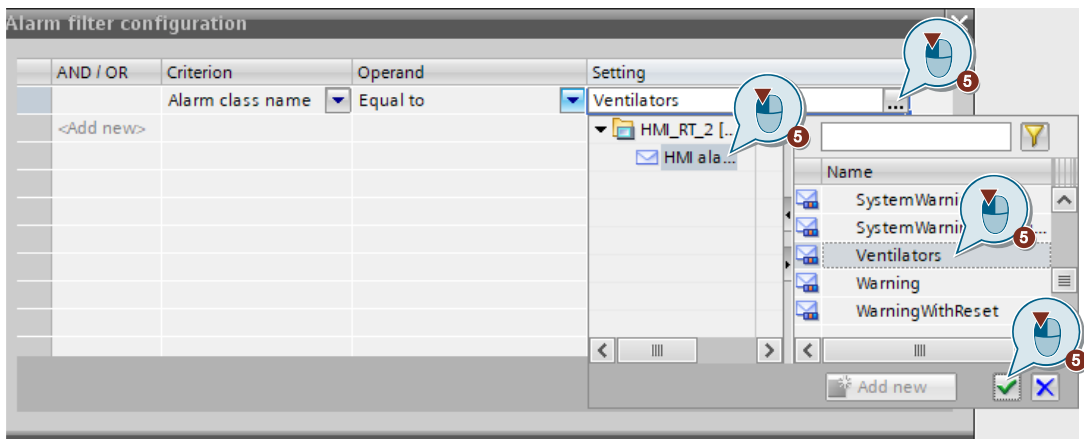 Alarm filter configuration
AND / OR Criterion Operand Setting
Alarm class name Equal to Ventilators ...
5
<Add new> HMI_RT_2 [..
5
HMI ala...
Name
SystemWarni
SystemWarnin ...
5
Ventilators
Warning
WarningWithReset
5
Add new